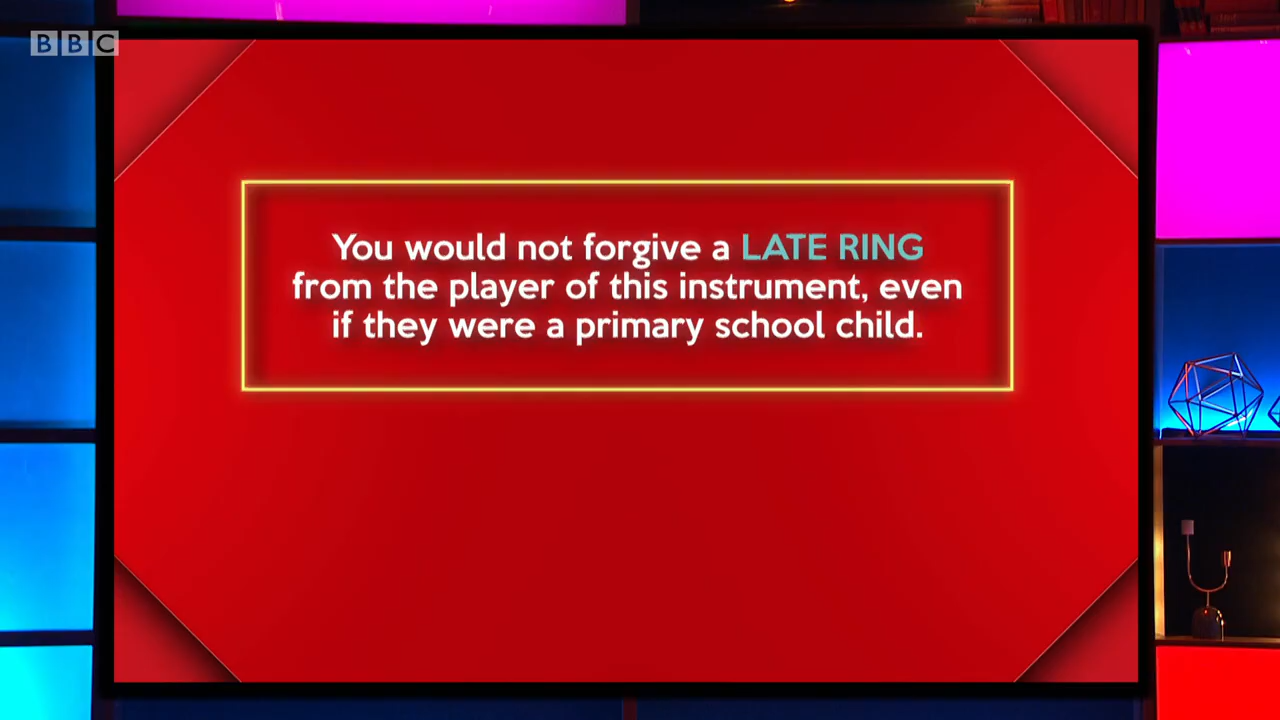 BBC
You would not forgive a LATE RING
from the player of this instrument, even
if they were a primary school child.